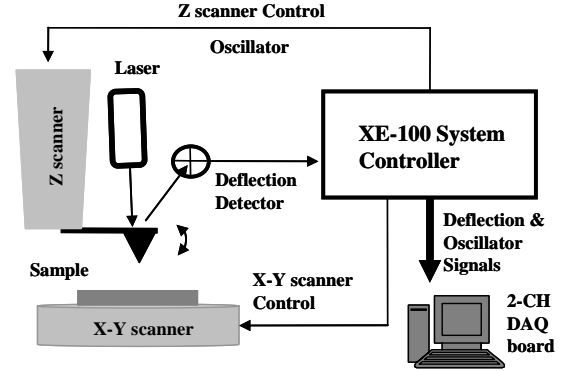 Z scanner Control
Oscillator
Laser
Z scanner
XE-100 System
Controller
Deflection
Detector
Deflection &
Oscillator
Signals
Sample
X-Y scanner
Control
X-Y scanner
2-CH
DAQ
board